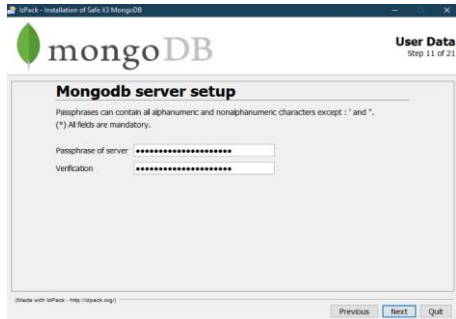 IzPack - Installation of Safe X3 MongoDB
mongoDB
User Data
Step 11 of 21
Mongodb server setup
Passphrases can contain all alphanumeric and nonalphanumeric characters except : ' and ".
(*) All fields are mandatory.
Passphrase of server
Verification
(Made with IzPack - http://izpack.org/)
Previous Next Quit